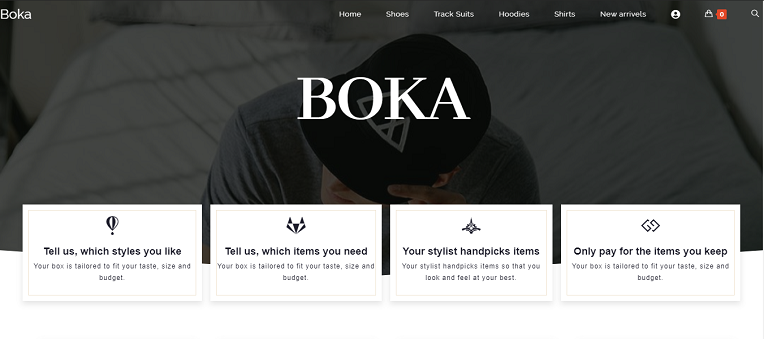 Boka
Home Shoes Track Suits Hoodies Shirts New arrivels 0
BOKA
Tell us, which styles you like
Your box is tailored to fit your taste, size and
budget.
Tell us, which items you need
Your box is tailored to fit your taste, size and
budget.
Your stylist handpicks items
Your stylist handpicks items so that you
look and feel at your best.
Only pay for the items you keep
Your box is tailored to fit your taste, size and
budget.